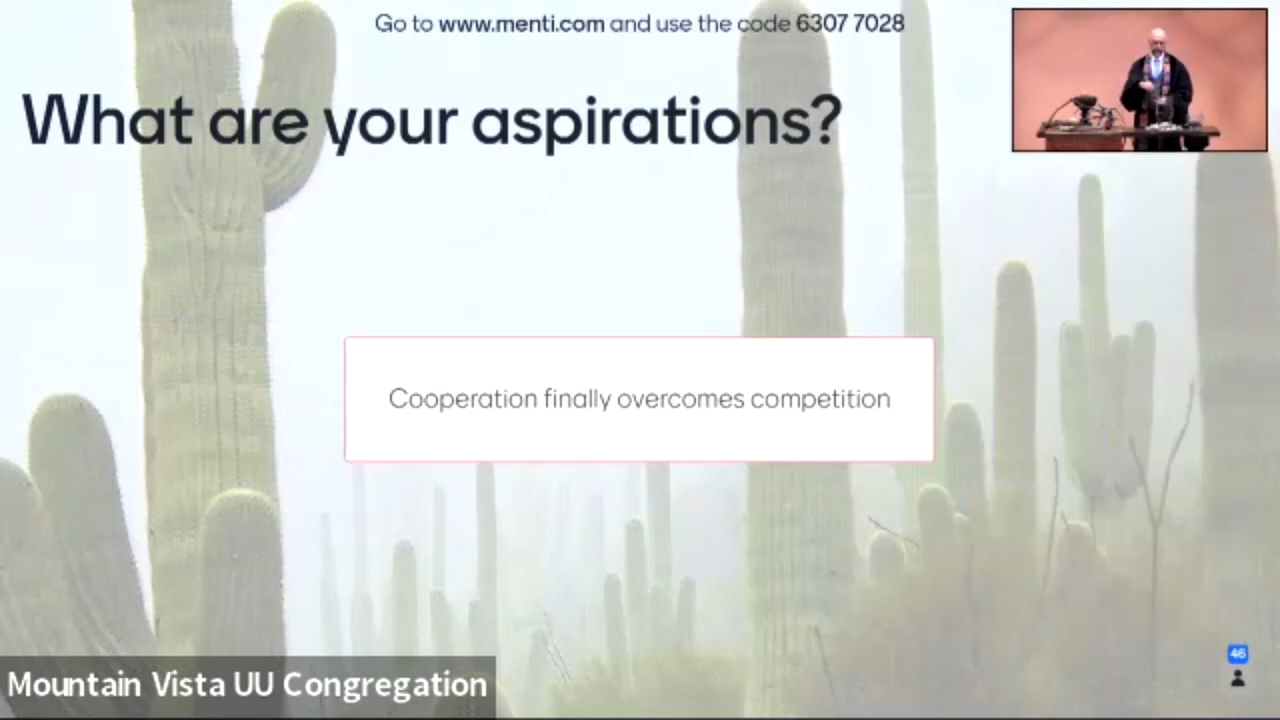 Go to www.menti.com and use the code 6307 7028
What are your aspirations?
Cooperation finally overcomes competition
46
Mountain Vista UU Congregation